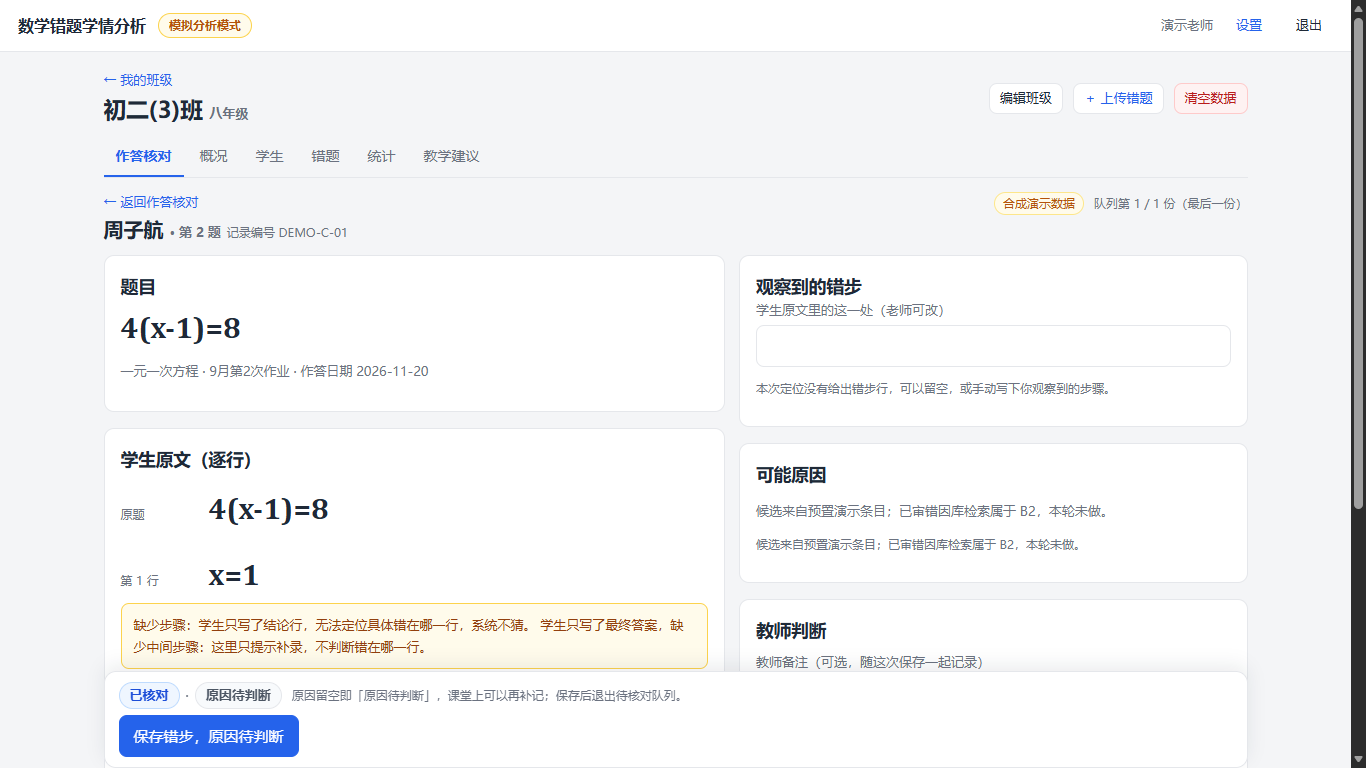 数学错题学情分析 模拟分析模式 演示老师 设置 退出
← 我的班级
初二(3)班 八年级
编辑班级 + 上传错题 清空数据
作答核对 概况 学生 错题 统计 教学建议
← 返回作答核对
合成演示数据 队列第 1 / 1 份（最后一份）
周子航 • 第 2 题 记录编号 DEMO-C-01
题目
4(x-1)=8
一元一次方程 · 9月第2次作业 · 作答日期 2026-11-20
学生原文（逐行）
原题 4(x-1)=8
第 1 行 x=1
缺少步骤：学生只写了结论行，无法定位具体错在哪一行，系统不猜。 学生只写了最终答案，缺
少中间步骤：这里只提示补录，不判断错在哪一行。
观察到的错步
学生原文里的这一处（老师可改）
本次定位没有给出错步行，可以留空，或手动写下你观察到的步骤。
可能原因
候选来自预置演示条目；已审错因库检索属于 B2，本轮未做。
候选来自预置演示条目；已审错因库检索属于 B2，本轮未做。
教师判断
教师备注（可选，随这次保存一起记录）
已核对 · 原因待判断 原因留空即「原因待判断」，课堂上可以再补记；保存后退出待核对队列。
保存错步，原因待判断